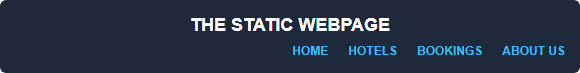 THE STATIC WEBPAGE
HOME HOTELS BOOKINGS ABOUT US